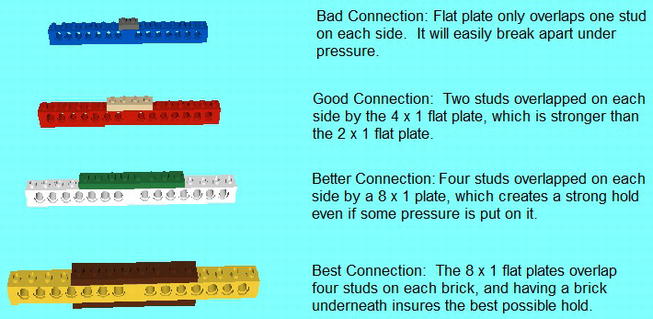 Bad Connection: Flat plate only overlaps one stud
on each side.  It will easily break apart under
pressure.
Good Connection:  Two studs overlapped on each
side by the 4 x 1 flat plate, which is stronger than
the 2 x 1 flat plate.
Better Connection: Four studs overlapped on each
side by a 8 x 1 plate, which creates a strong hold
even if some pressure is put on it.
Best Connection:  The 8 x 1 flat plates overlap
four studs on each brick, and having a brick
underneath insures the best possible hold.